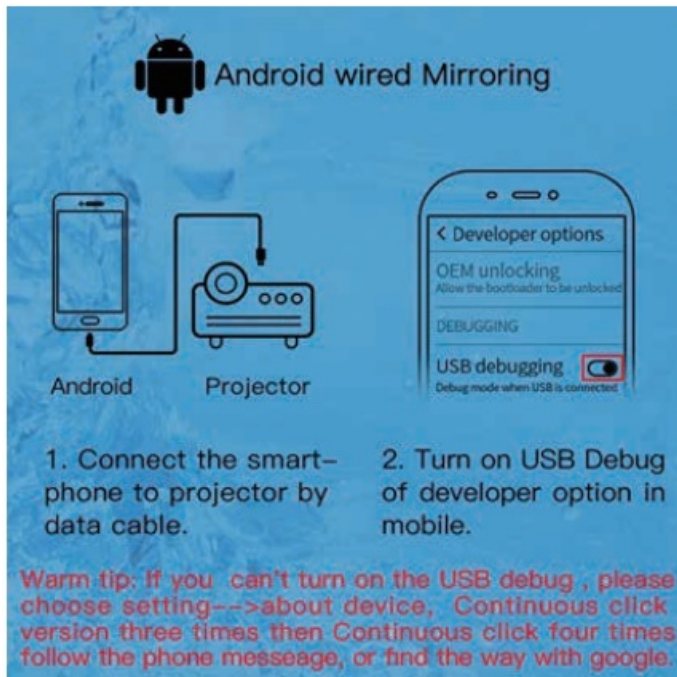 Android wired Mirroring
< Developer options
OEM unlocking
Allow the bootloader to be unlocked
DEBUGGING
USB debugging
Debug mode when USB is connected
Android
Projector
1. Connect the smart-
phone to projector by
data cable.
2. Turn on USB Debug
of developer option in
mobile.
Warm tip: If you can't turn on the USB debug , please
choose setting-->about device, Continuous click
version three times then Continuous click four times
follow the phone messeage, or find the way with google.